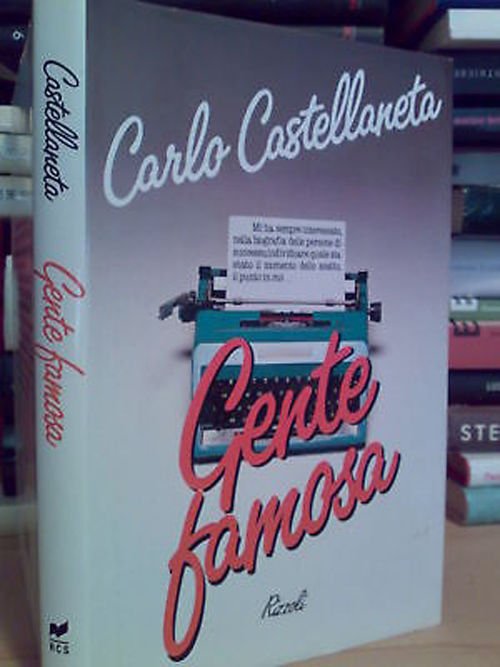 Castellaneta
Gente famosa
RCS
Carlo Castellaneta
Mi ha sempre interessato,
nella biografia delle persone di
successo, individuare quale sia
stato il momento dello scatto,
il punto in cui
Gente
famosa
Rizzoli
STE